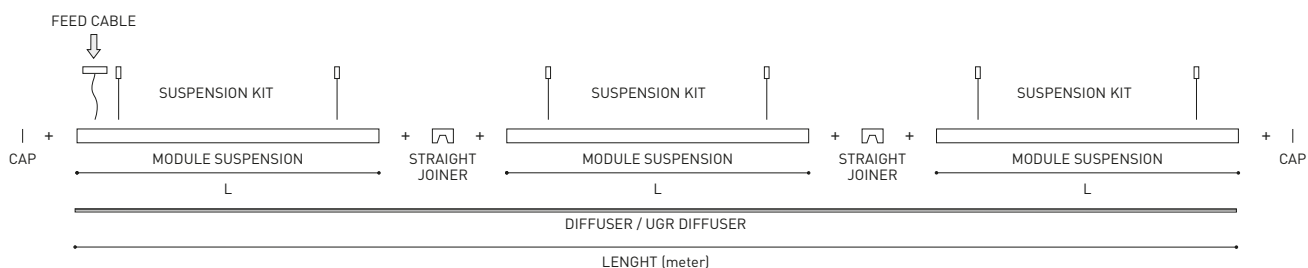 FEED CABLE
SUSPENSION KIT SUSPENSION KIT SUSPENSION KIT
| + + + + + + |
CAP MODULE SUSPENSION STRAIGHT JOINER MODULE SUSPENSION STRAIGHT JOINER MODULE SUSPENSION CAP
L L L
DIFFUSER / UGR DIFFUSER
LENGHT (meter)